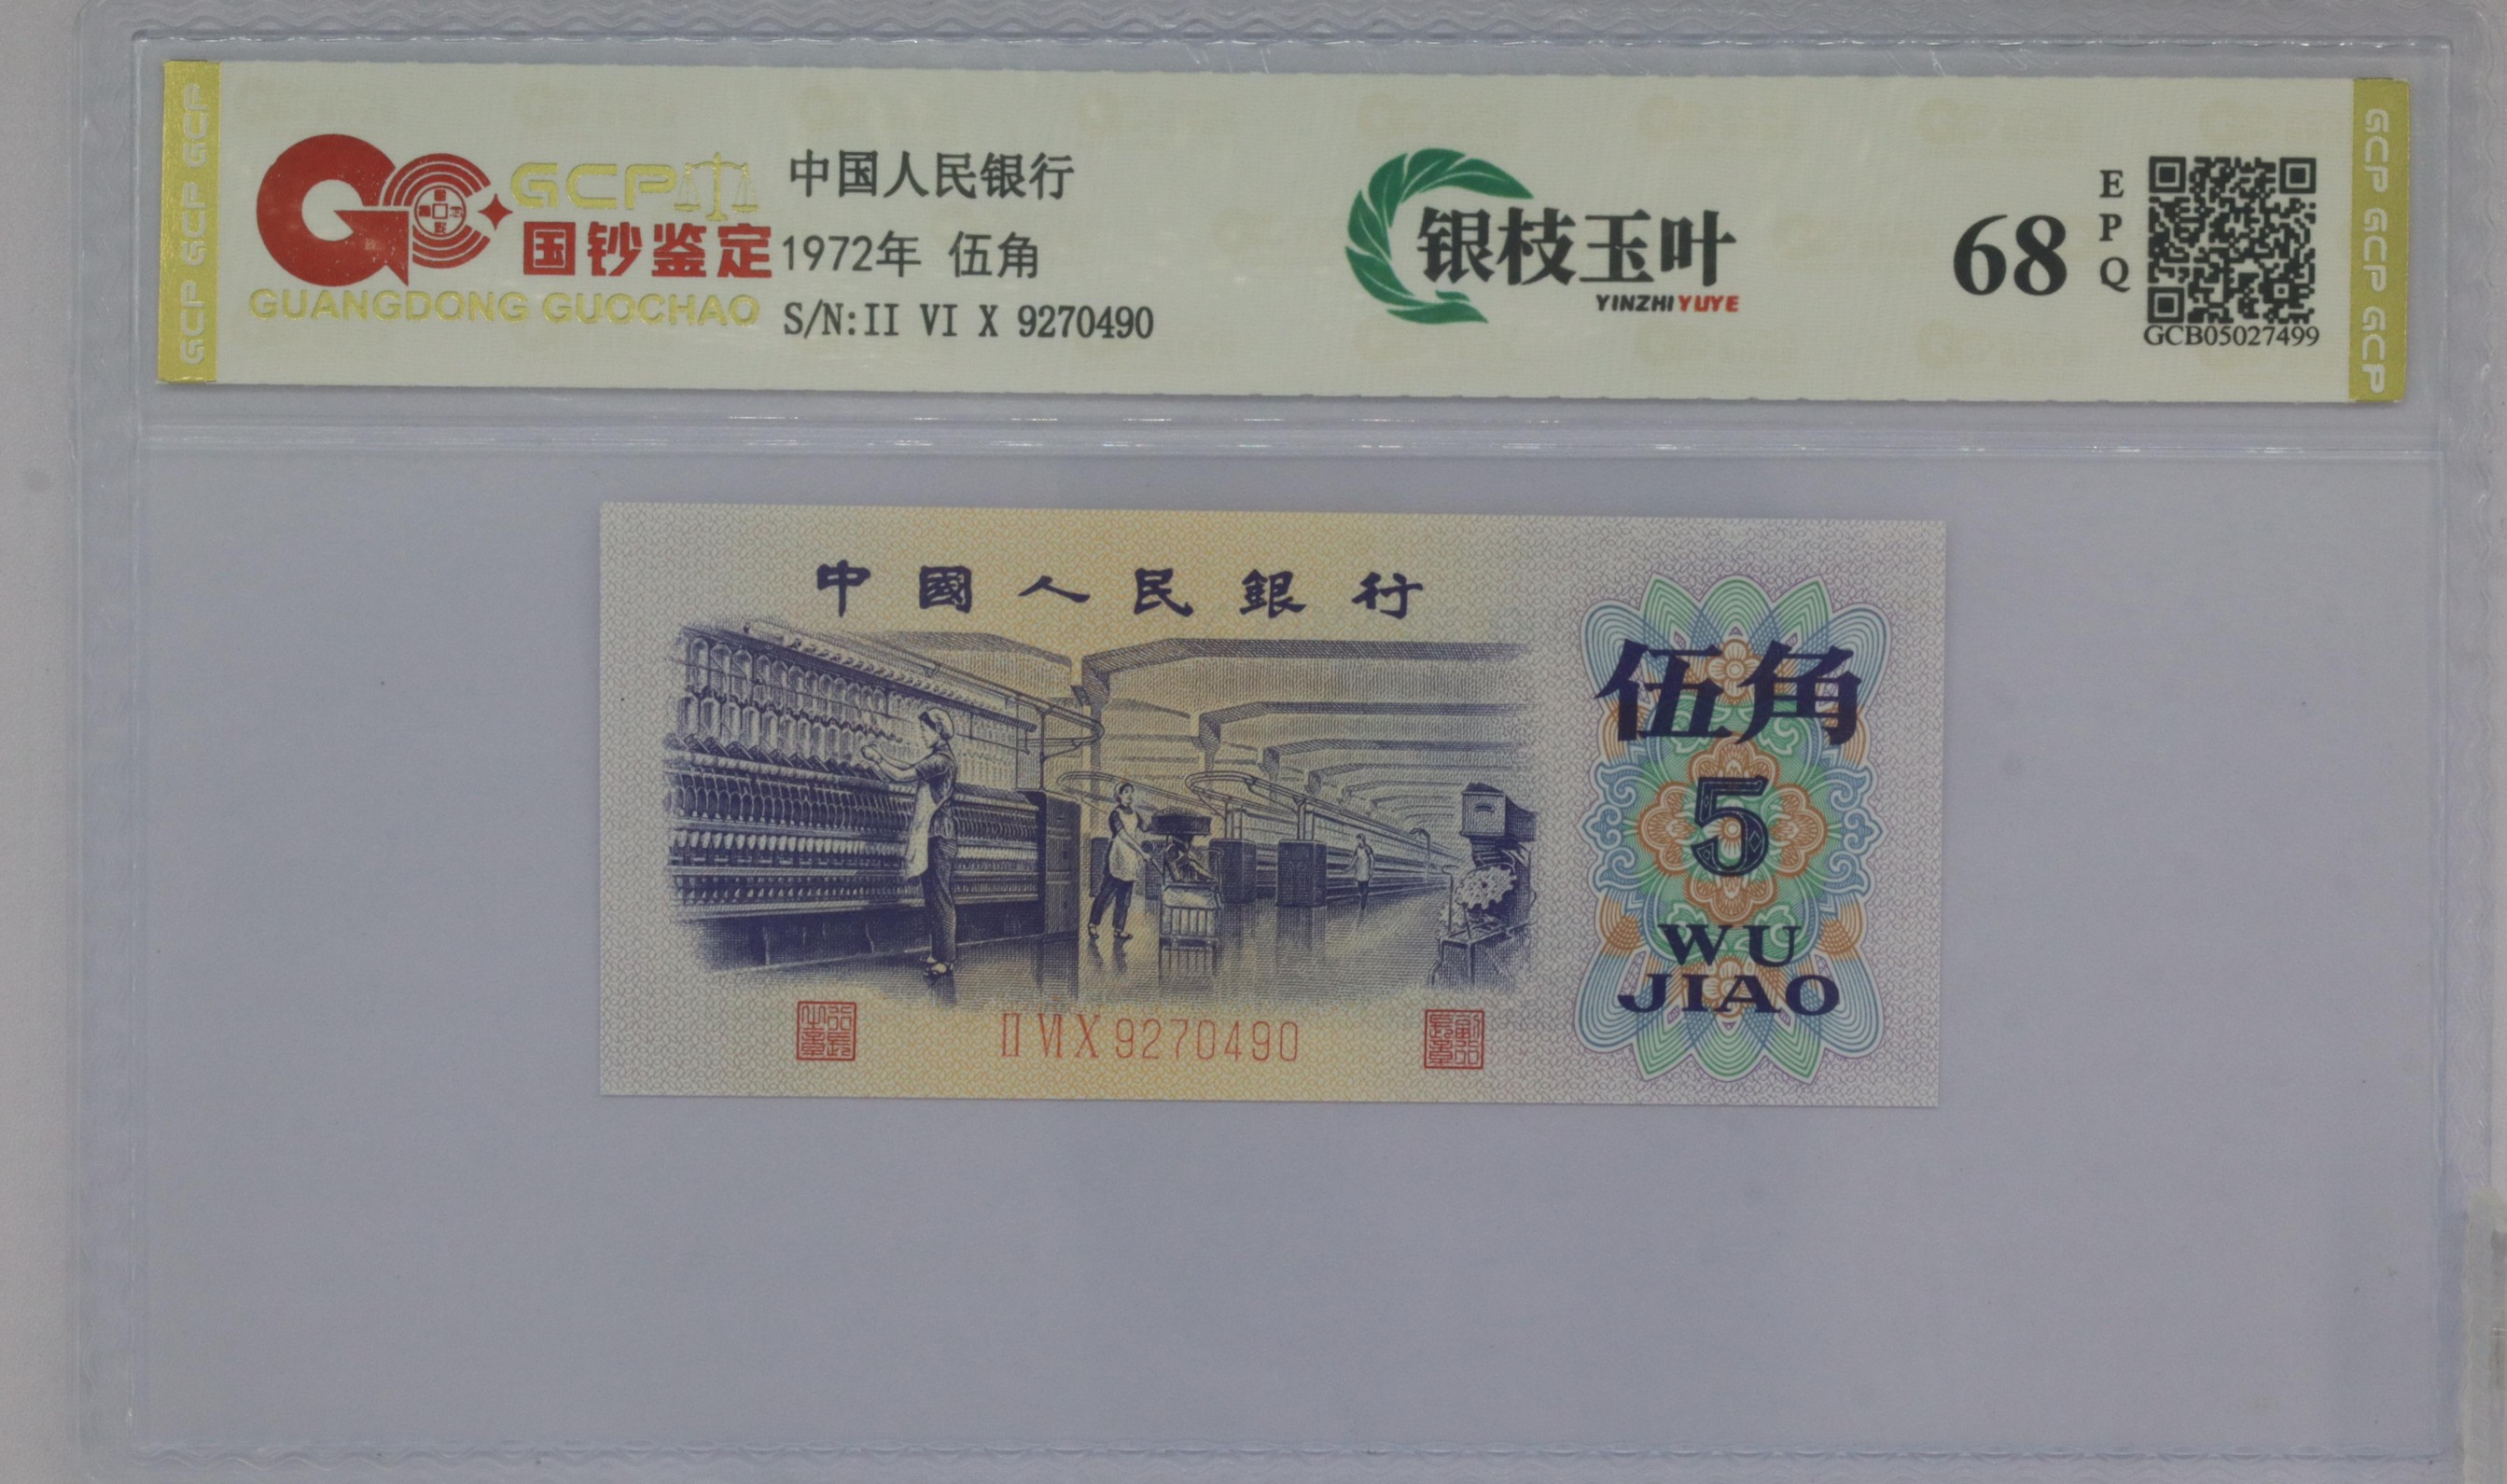 GCP GCP GCP
GCP
国钞鉴定
GUANGDONG GUOCHAO
中国人民银行
1972年 伍角
S/N:II VI X 9270490
银枝玉叶
YINZHIYUYE
68
EPQ
GCB05027499
GCP GCP GCP
中國人民銀行
伍角
5
WU
JIAO
II VI X 9270490